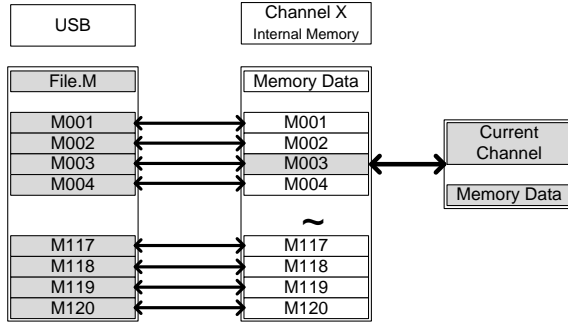 USB
Channel X
Internal Memory
File.M
Memory Data
M001
M001
M002
M002
M003
M003
M004
M004
~
M117
M117
M118
M118
M119
M119
M120
M120
Current
Channel
Memory Data